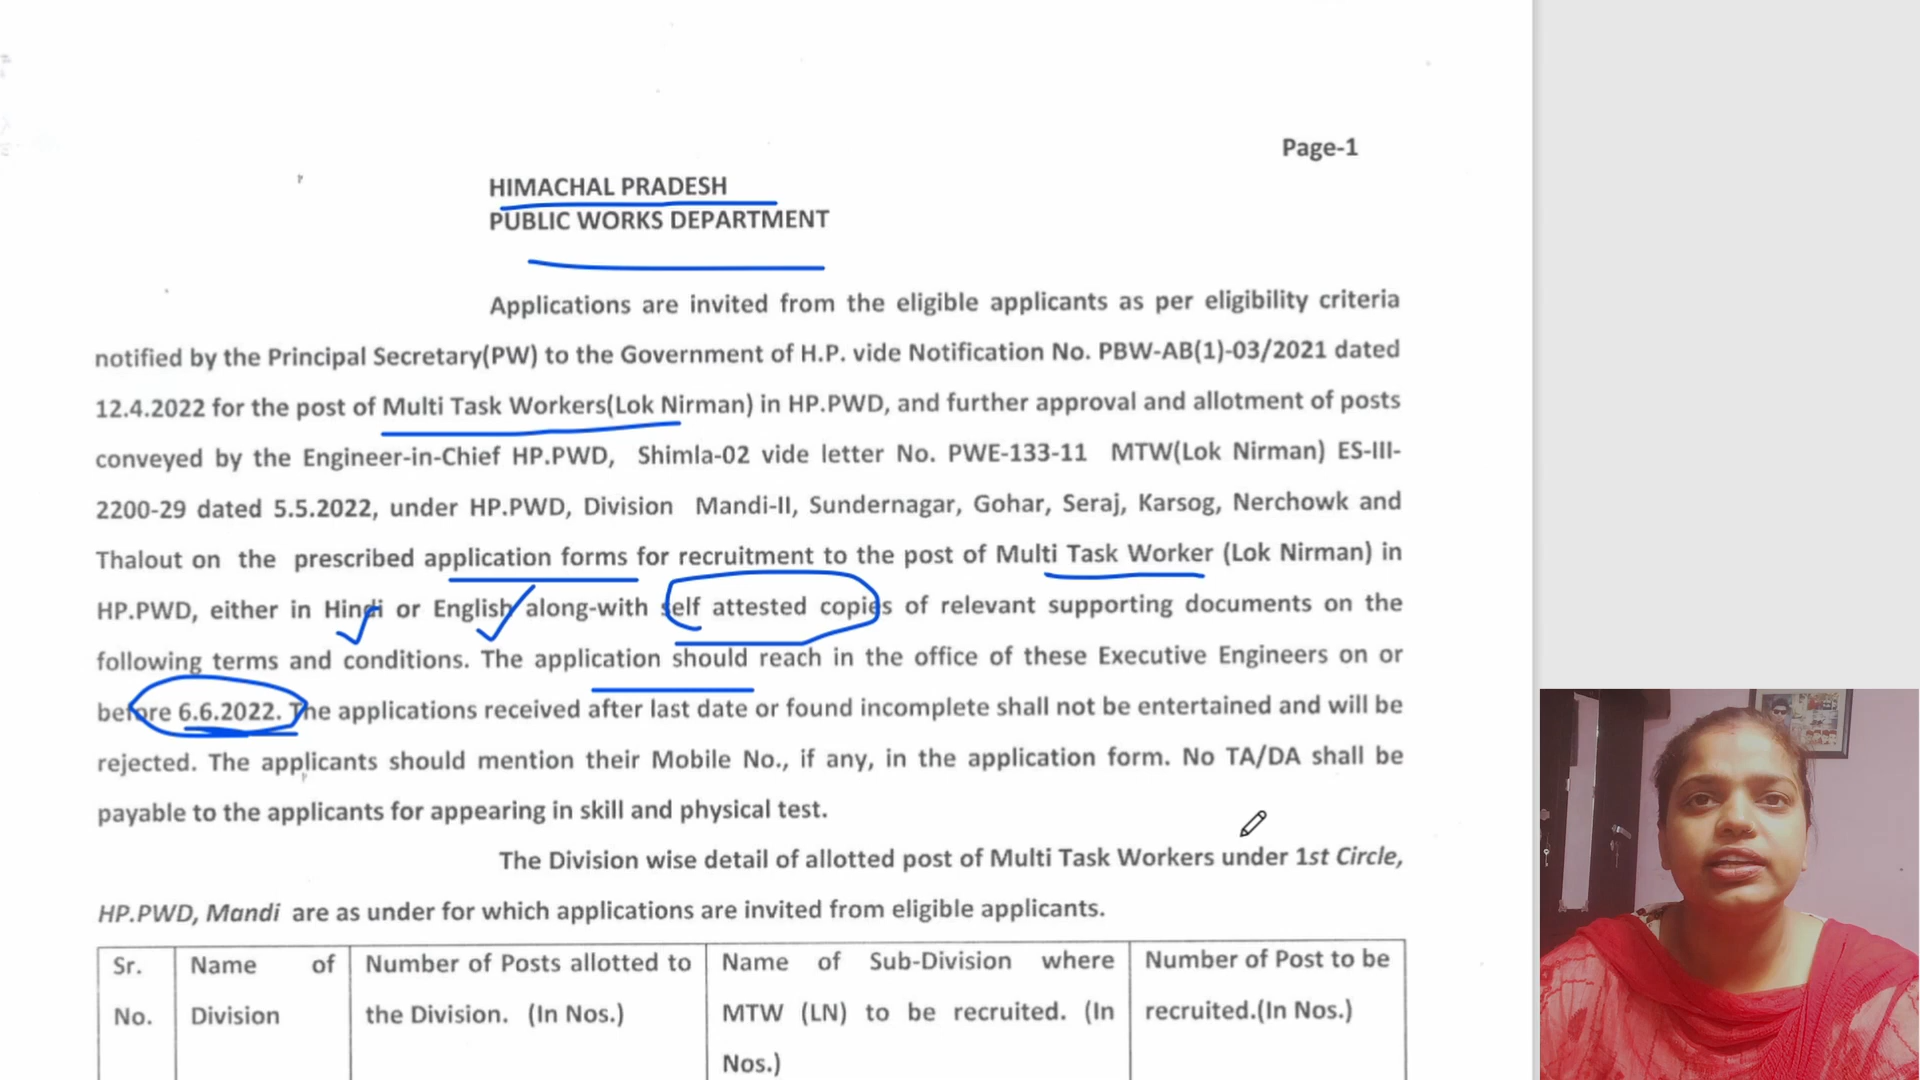 Page-1
HIMACHAL PRADESH
PUBLIC WORKS DEPARTMENT
Applications are invited from the eligible applicants as per eligibility criteria
notified by the Principal Secretary(PW) to the Government of H.P. vide Notification No. PBW-AB(1)-03/2021 dated
12.4.2022 for the post of Multi Task Workers(Lok Nirman) in HP.PWD, and further approval and allotment of posts
conveyed by the Engineer-in-Chief HP.PWD, Shimla-02 vide letter No. PWE-133-11 MTW(Lok Nirman) ES-III-
2200-29 dated 5.5.2022, under HP.PWD, Division Mandi-II, Sundernagar, Gohar, Seraj, Karsog, Nerchowk and
Thalout on the prescribed application forms for recruitment to the post of Multi Task Worker (Lok Nirman) in
HP.PWD, either in Hindi or English along-with self attested copies of relevant supporting documents on the
following terms and conditions. The application should reach in the office of these Executive Engineers on or
before 6.6.2022. The applications received after last date or found incomplete shall not be entertained and will be
rejected. The applicants should mention their Mobile No., if any, in the application form. No TA/DA shall be
payable to the applicants for appearing in skill and physical test.
The Division wise detail of allotted post of Multi Task Workers under 1st Circle,
HP.PWD, Mandi are as under for which applications are invited from eligible applicants.
Sr. No.
Name of Division
Number of Posts allotted to the Division. (In Nos.)
Name of Sub-Division where MTW (LN) to be recruited. (In Nos.)
Number of Post to be recruited.(In Nos.)